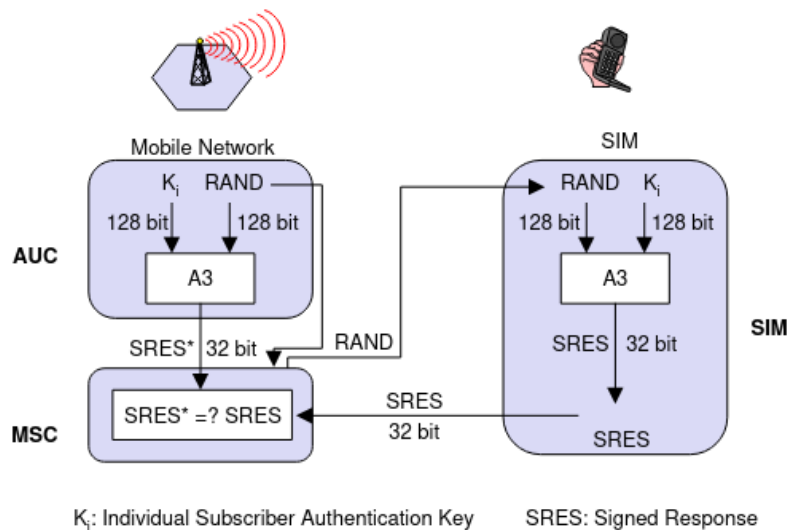 Mobile Network
SIM
Ki RAND
128 bit 128 bit
AUC
A3
SRES* 32 bit
RAND
MSC
SRES* =? SRES
RAND Ki
128 bit 128 bit
A3
SIM
SRES 32 bit
SRES
SRES
32 bit
Ki: Individual Subscriber Authentication Key
SRES: Signed Response